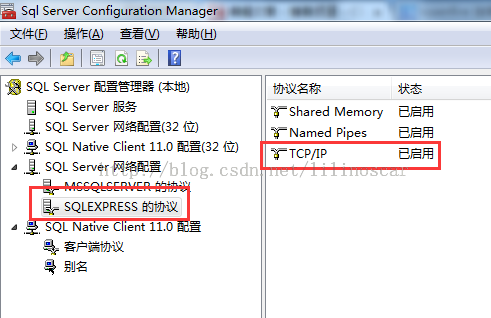 Sql Server Configuration Manager
文件(F) 操作(A) 查看(V) 帮助(H)
SQL Server 配置管理器 (本地)
SQL Server 服务
SQL Server 网络配置(32 位)
SQL Native Client 11.0 配置(32 位)
SQL Server 网络配置
MSSQLSERVER 的协议
SQLEXPRESS 的协议
SQL Native Client 11.0 配置
客户端协议
别名
协议名称 状态
Shared Memory 已启用
Named Pipes 已启用
TCP/IP 已启用
http://blog.csdn.net/lilinoscar